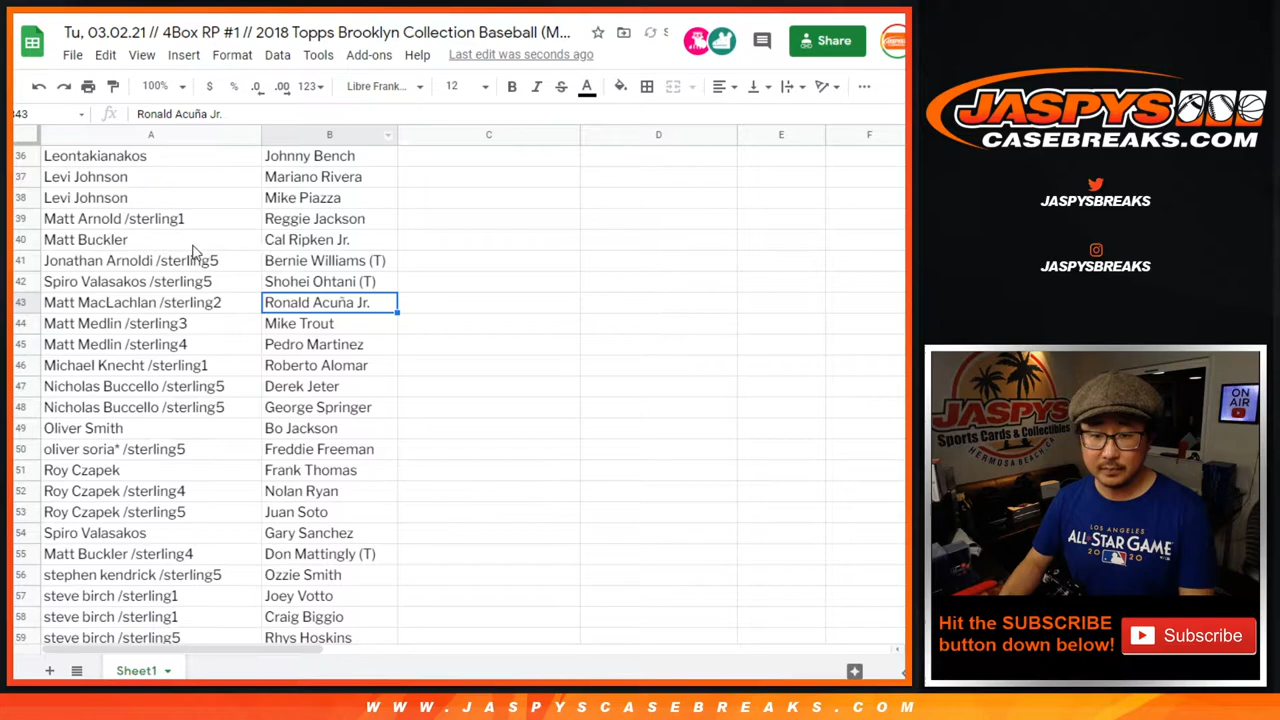 Tu, 03.02.21 // 4Box RP #1 // 2018 Topps Brooklyn Collection Baseball (M...
File Edit View Insert Format Data Tools Add-ons Help Last edit was seconds ago
Share
100% $ % .0 .00 123 Libre Frank... 12 B I S A
343 fx Ronald Acuña Jr.
A B C D E F
36 Leontakianakos Johnny Bench
37 Levi Johnson Mariano Rivera
38 Levi Johnson Mike Piazza
39 Matt Arnold /sterling1 Reggie Jackson
40 Matt Buckler Cal Ripken Jr.
41 Jonathan Arnoldi /sterling5 Bernie Williams (T)
42 Spiro Valasakos /sterling5 Shohei Ohtani (T)
43 Matt MacLachlan /sterling2 Ronald Acuña Jr.
44 Matt Medlin /sterling3 Mike Trout
45 Matt Medlin /sterling4 Pedro Martinez
46 Michael Knecht /sterling1 Roberto Alomar
47 Nicholas Buccello /sterling5 Derek Jeter
48 Nicholas Buccello /sterling5 George Springer
49 Oliver Smith Bo Jackson
50 oliver soria* /sterling5 Freddie Freeman
51 Roy Czapek Frank Thomas
52 Roy Czapek /sterling4 Nolan Ryan
53 Roy Czapek /sterling5 Juan Soto
54 Spiro Valasakos Gary Sanchez
55 Matt Buckler /sterling4 Don Mattingly (T)
56 stephen kendrick /sterling5 Ozzie Smith
57 steve birch /sterling1 Joey Votto
58 steve birch /sterling1 Craig Biggio
59 steve birch /sterling5 Rhys Hoskins
Sheet1
JASPYS
CASEBREAKS.COM
JASPYSBREAKS
JASPYSBREAKS
JASPYS
Sports Cards & Collectibles
HERMOSA BEACH, CA
ON
AIR
LOS ANGELES
ALL STAR GAME
2020
Hit the SUBSCRIBE
button down below!
Subscribe
WWW.JASPYSCASEBREAKS.COM